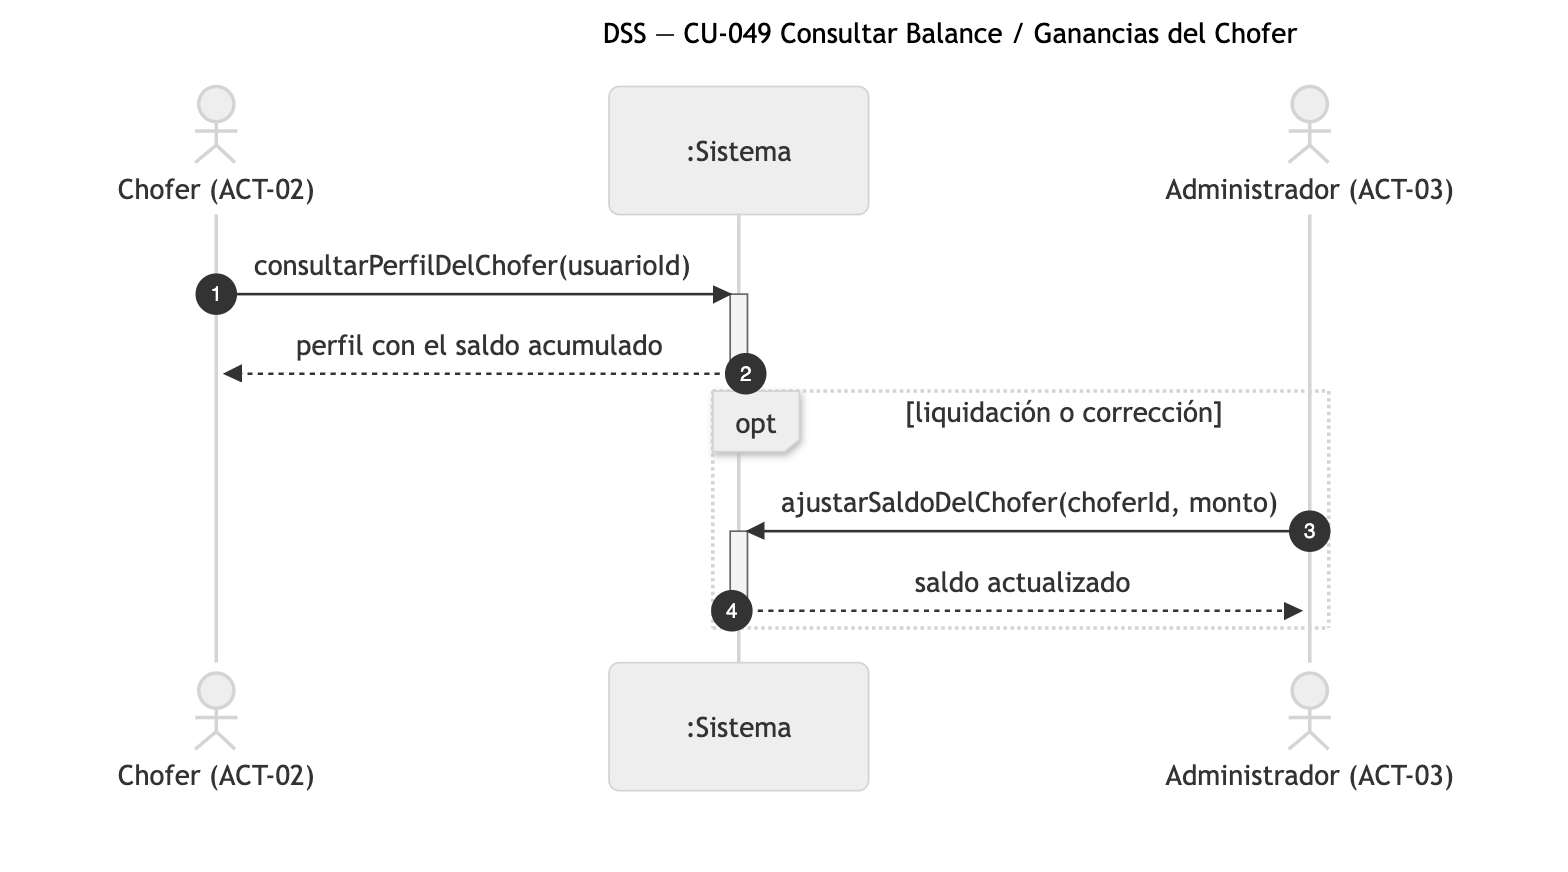 DSS — CU-049 Consultar Balance / Ganancias del Chofer
:Sistema
Chofer (ACT-02)
Administrador (ACT-03)
consultarPerfilDelChofer(usuarioId)
1
perfil con el saldo acumulado
2
opt
[liquidación o corrección]
ajustarSaldoDelChofer(choferId, monto)
3
saldo actualizado
4
:Sistema
Chofer (ACT-02)
Administrador (ACT-03)